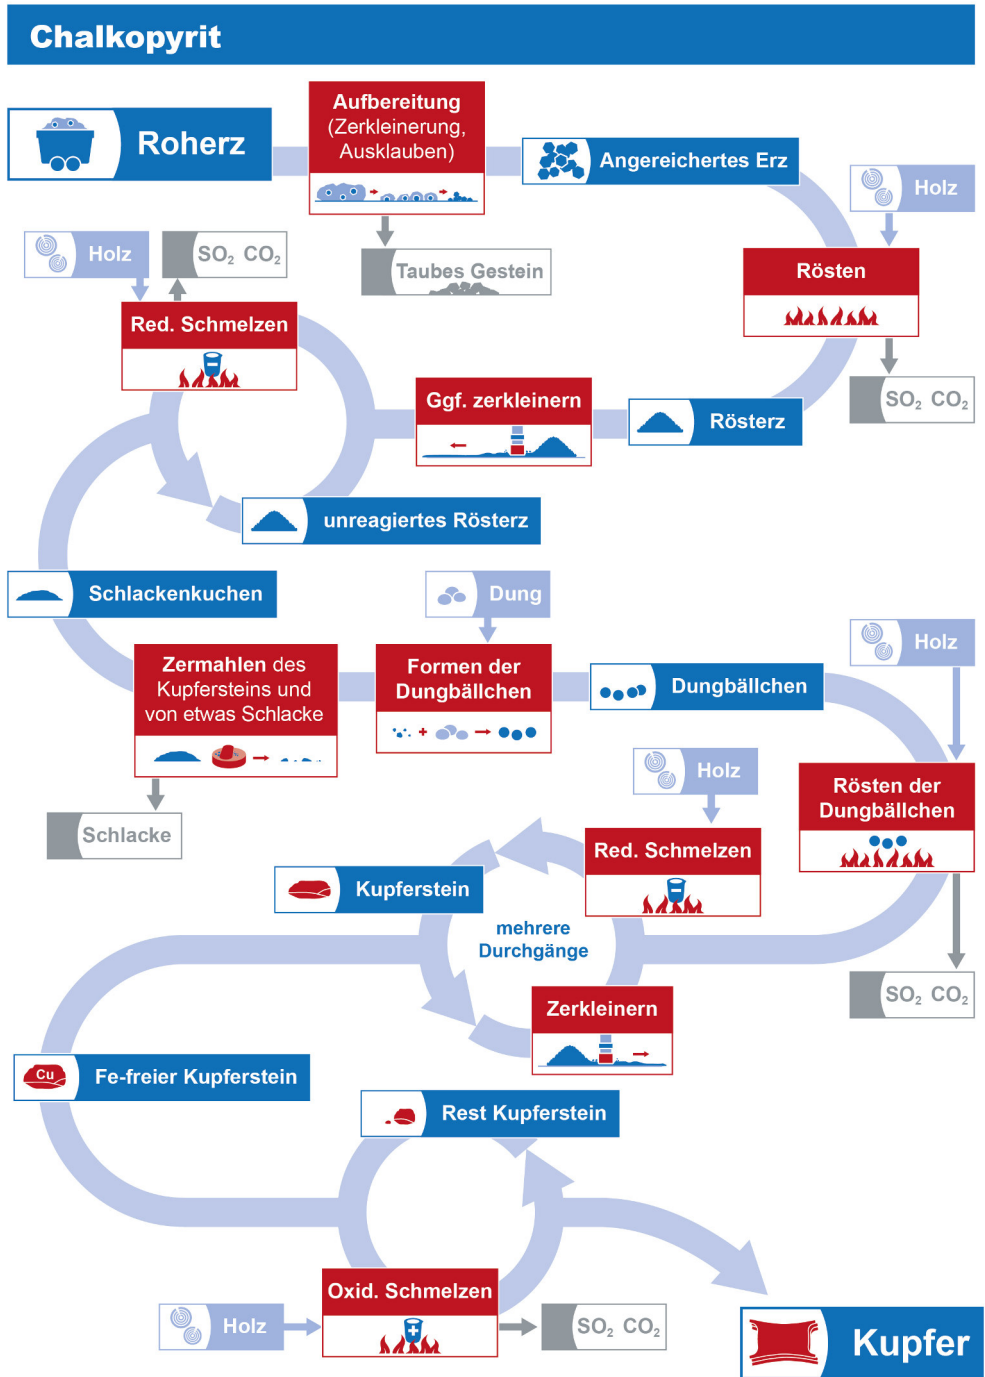 Chalkopyrit
Roherz
Aufbereitung
(Zerkleinerung,
Ausklauben)
Angereichertes Erz
Holz
Taubes Gestein
Rösten
SO₂ CO₂
Holz
SO₂ CO₂
Red. Schmelzen
Ggf. zerkleinern
Rösterz
unreagiertes Rösterz
Schlackenkuchen
Dung
Holz
Zermahlen des
Kupfersteins und
von etwas Schlacke
Formen der
Dungbällchen
Dungbällchen
Schlacke
Holz
Rösten der
Dungbällchen
Red. Schmelzen
Kupferstein
mehrere
Durchgänge
SO₂ CO₂
Zerkleinern
Cu
Fe-freier Kupferstein
Rest Kupferstein
Oxid. Schmelzen
Holz
SO₂ CO₂
Kupfer